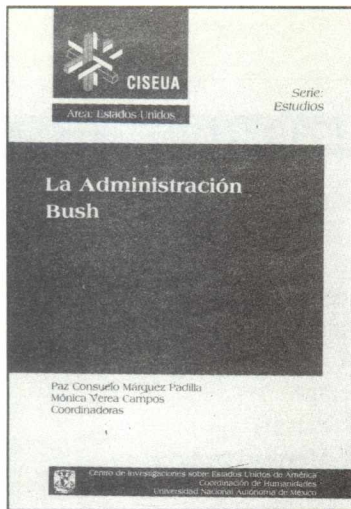 CISEUA
Area: Estados Unidos
Serie:
Estudios
La Administración
Bush
Paz Consuelo Márquez Padilla
Mónica Verea Campos
Coordinadoras
Centro de Investigaciones sobre Estados Unidos de América
Coordinación de Humanidades
Universidad Nacional Autónoma de México